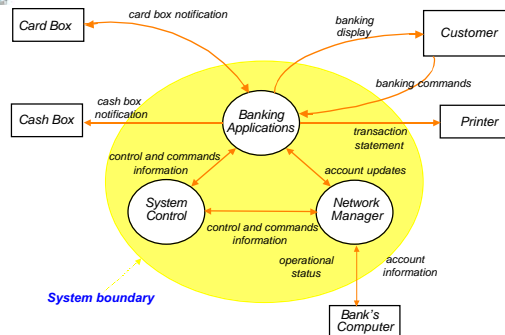 card box notification
Card Box
banking
display
Customer
banking commands
cash box
notification
Cash Box
Banking
Applications
transaction
statement
Printer
control and commands
information
account updates
System
Control
Network
Manager
control and commands
information
operational
status
account
information
System boundary
Bank's
Computer